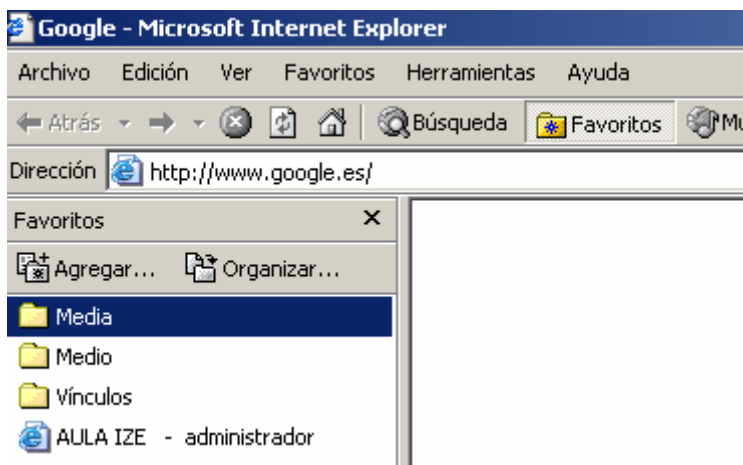 Google - Microsoft Internet Explorer
Archivo Edición Ver Favoritos Herramientas Ayuda
Atrás Búsqueda Favoritos Mu
Dirección http://www.google.es/
Favoritos x
Agregar... Organizar...
Media
Medio
Vínculos
AULA IZE - administrador